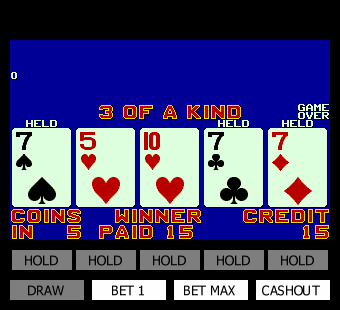 0
3 OF A KIND
GAME
OVER
HELD HELD HELD
7 5 10 7 7
COINS WINNER CREDIT
IN 5 PAID 15 15
HOLD HOLD HOLD HOLD HOLD
DRAW BET 1 BET MAX CASHOUT